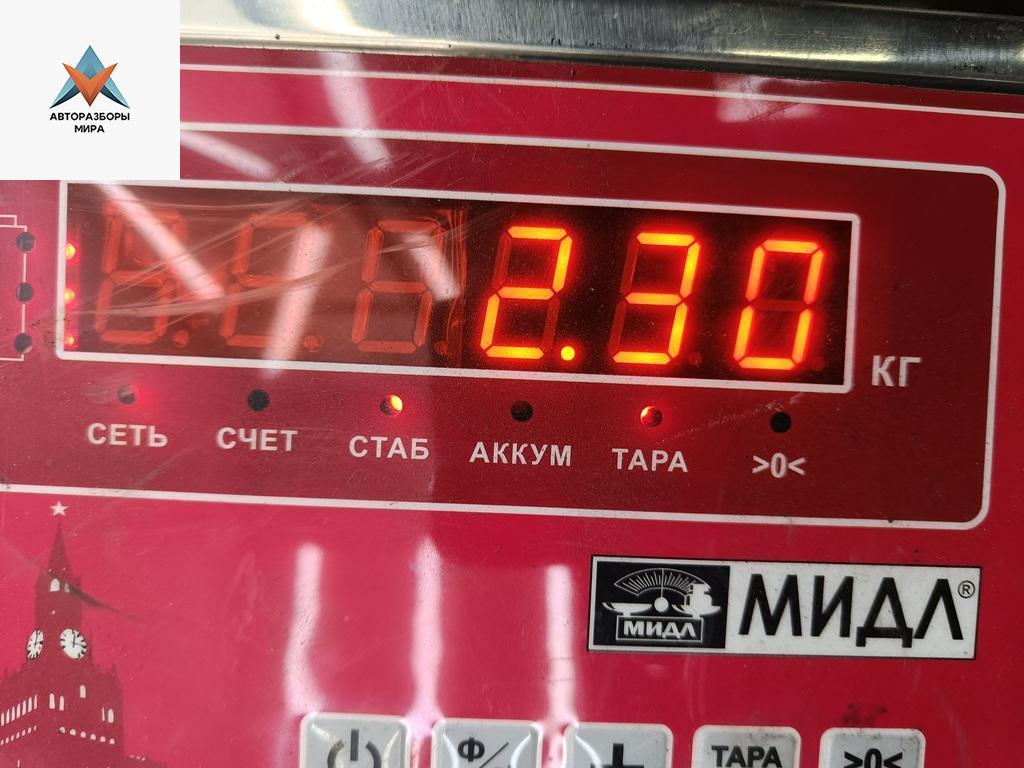 АВТОРАЗБОРЫ
МИРА
2.30
КГ
СЕТЬ СЧЕТ СТАБ АККУМ ТАРА >0<
МИДЛ
МИДЛ®
Ф/ + ТАРА >0<